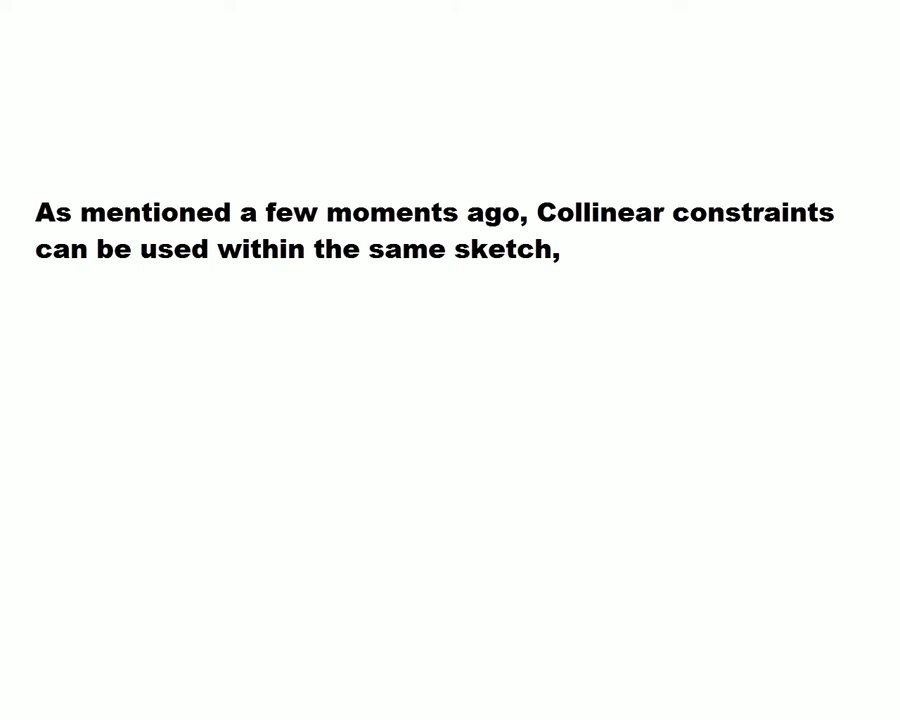 As mentioned a few moments ago, Collinear constraints
can be used within the same sketch,